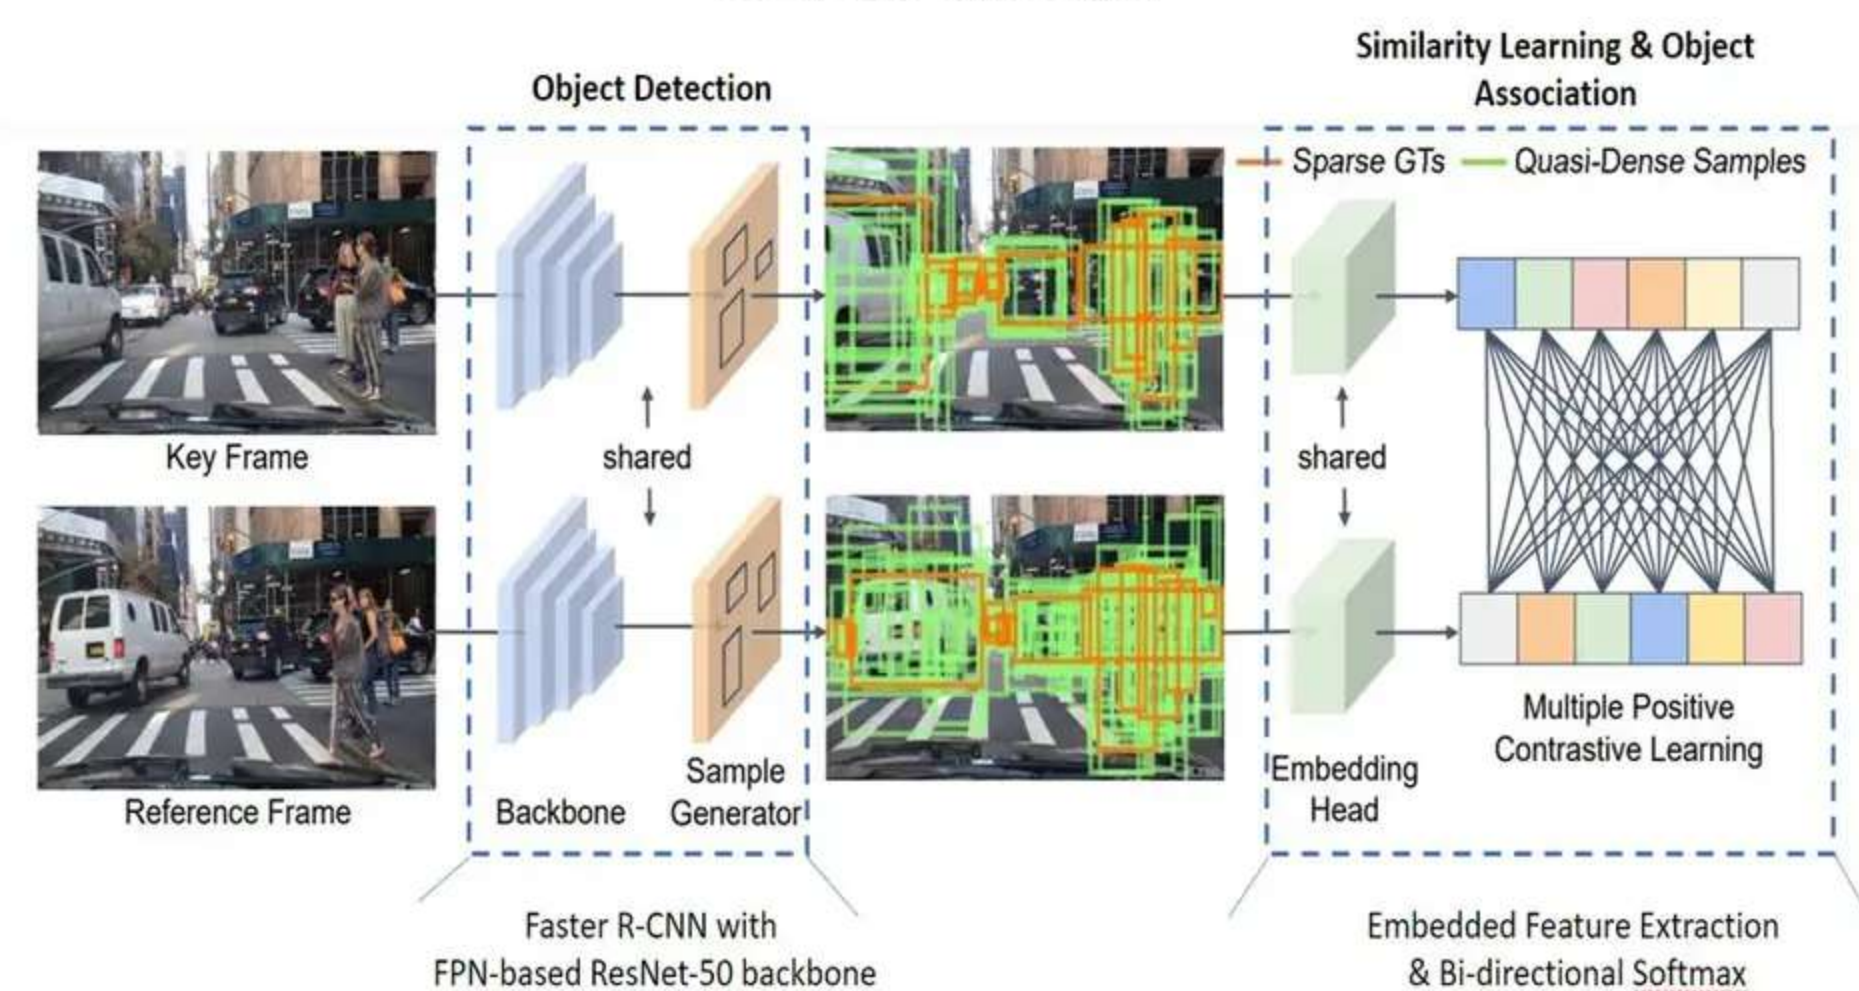 Object Detection
Similarity Learning & Object
Association
Sparse GTs
Quasi-Dense Samples
Key Frame
shared
shared
Reference Frame
Backbone
Sample
Generator
Embedding
Head
Multiple Positive
Contrastive Learning
Faster R-CNN with
FPN-based ResNet-50 backbone
Embedded Feature Extraction
& Bi-directional Softmax